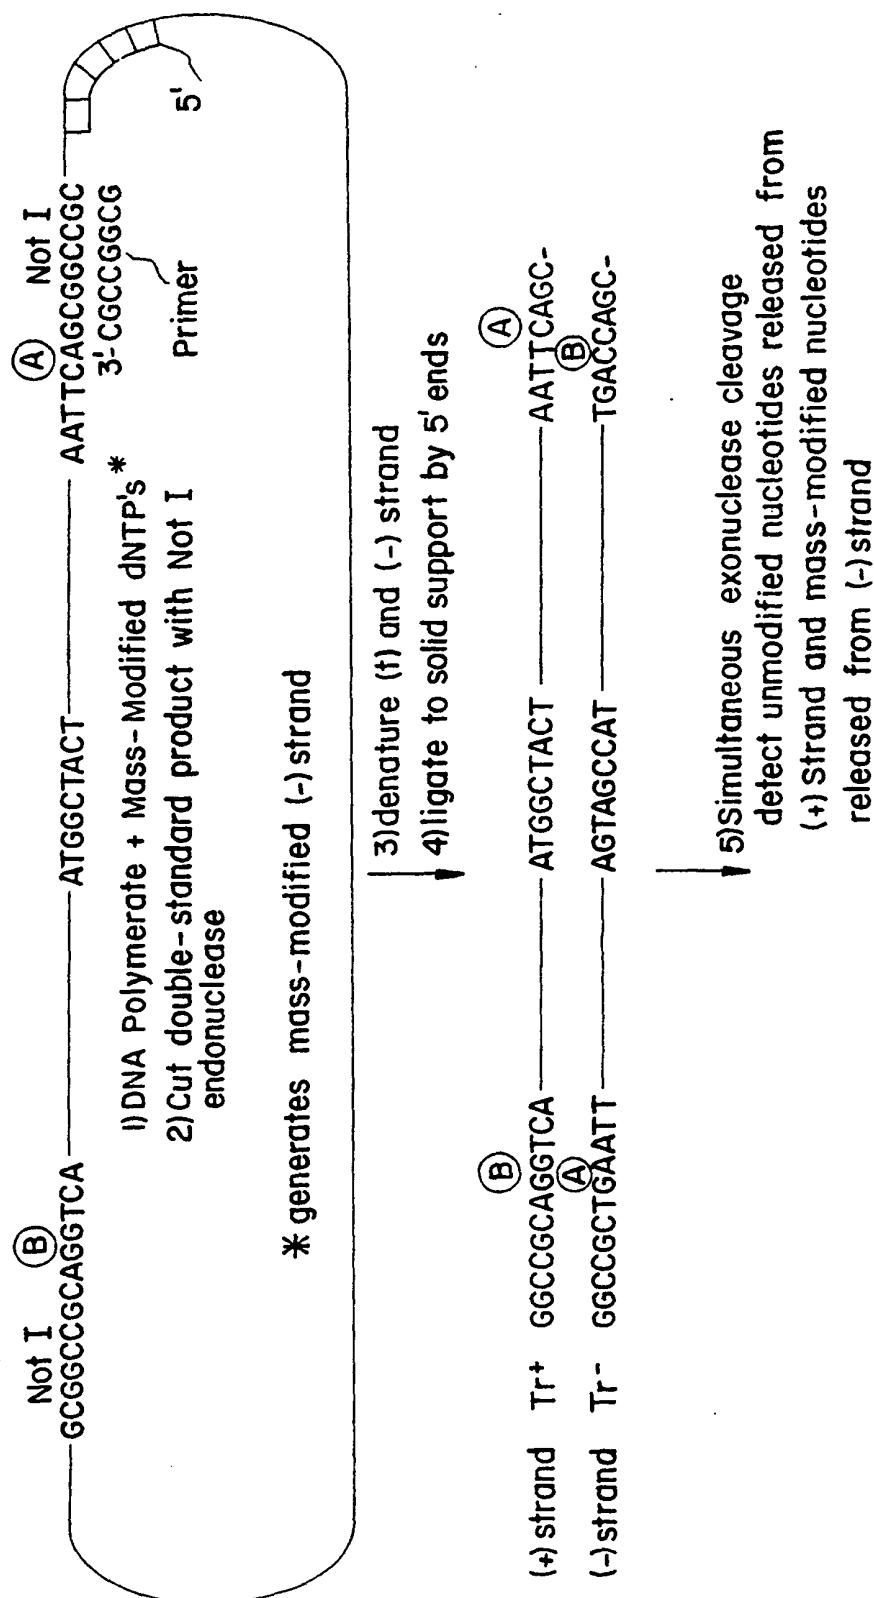 Not I Ⓑ
GCGGCCGCAGGTCA
ATGGCTACT
Ⓐ Not I
AATTCAGCGGCCGC
3'-CGCCGGCG
Primer
5'
1)DNA Polymerate + Mass-Modified dNTP's*
2)Cut double-standard product with Not I
endonuclease
*generates mass-modified (-) strand
3)denature (t) and (-) strand
4)ligate to solid support by 5' ends
Ⓑ Ⓐ
(+) strand Tr+ GGCCGCAGGTCA ATGGCTACT AATTCAGC-
Ⓐ Ⓑ
(-) strand Tr- GGCCGCTGAATT AGTAGCCAT TGACCAGC-
5)Simultaneous exonuclease cleavage
detect unmodified nucleotides released from
(+) Strand and mass-modified nucleotides
released from (-) strand